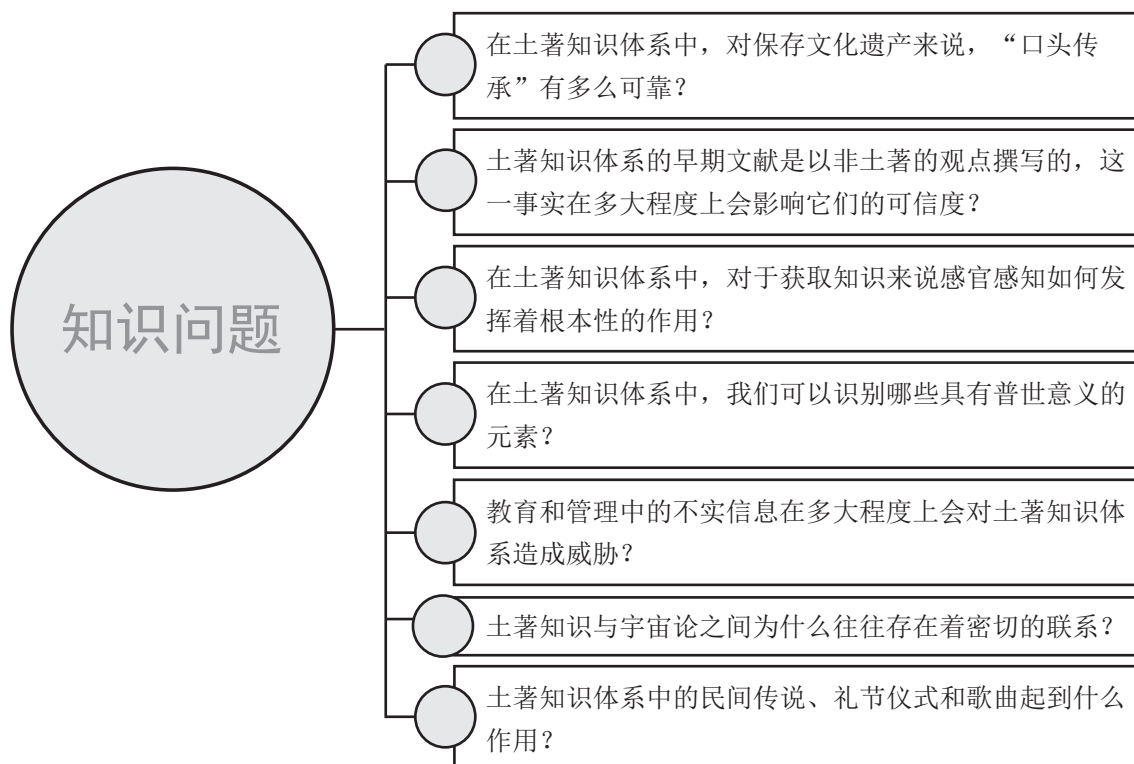 知识问题
在土著知识体系中，对保存文化遗产来说，“口头传
承”有多么可靠？
土著知识体系的早期文献是以非土著的观点撰写的，这
一事实在多大程度上会影响它们的可信度？
在土著知识体系中，对于获取知识来说感官感知如何发
挥着根本性的作用？
在土著知识体系中，我们可以识别哪些具有普世意义的
元素？
教育和管理中的不实信息在多大程度上会对土著知识体
系造成威胁？
土著知识与宇宙论之间为什么往往存在着密切的联系？
土著知识体系中的民间传说、礼节仪式和歌曲起到什么
作用？